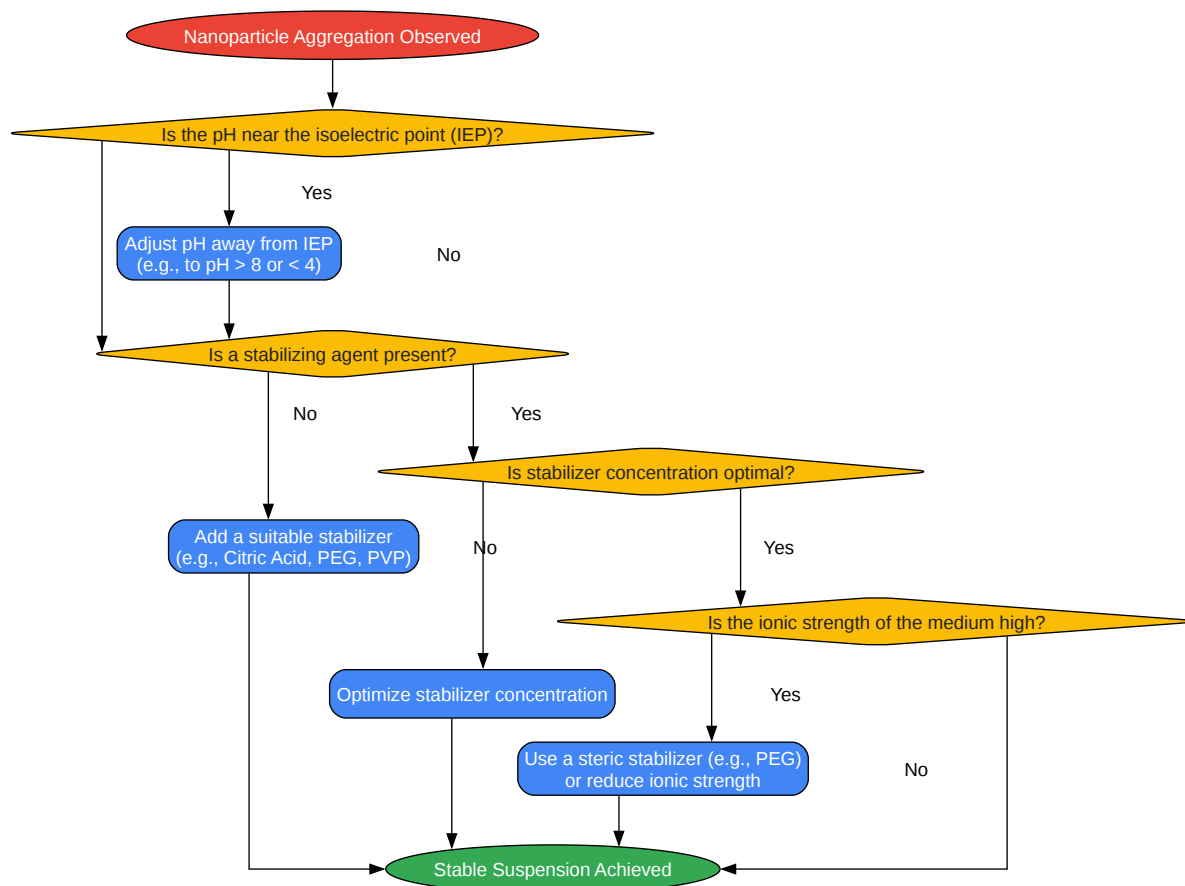 Nanoparticle Aggregation Observed
Is the pH near the isoelectric point (IEP)?
Yes
Adjust pH away from IEP
(e.g., to pH > 8 or < 4)
No
Is a stabilizing agent present?
No
Yes
Is stabilizer concentration optimal?
Add a suitable stabilizer
(e.g., Citric Acid, PEG, PVP)
No
Yes
Is the ionic strength of the medium high?
Optimize stabilizer concentration
Yes
Use a steric stabilizer (e.g., PEG)
or reduce ionic strength
No
Stable Suspension Achieved